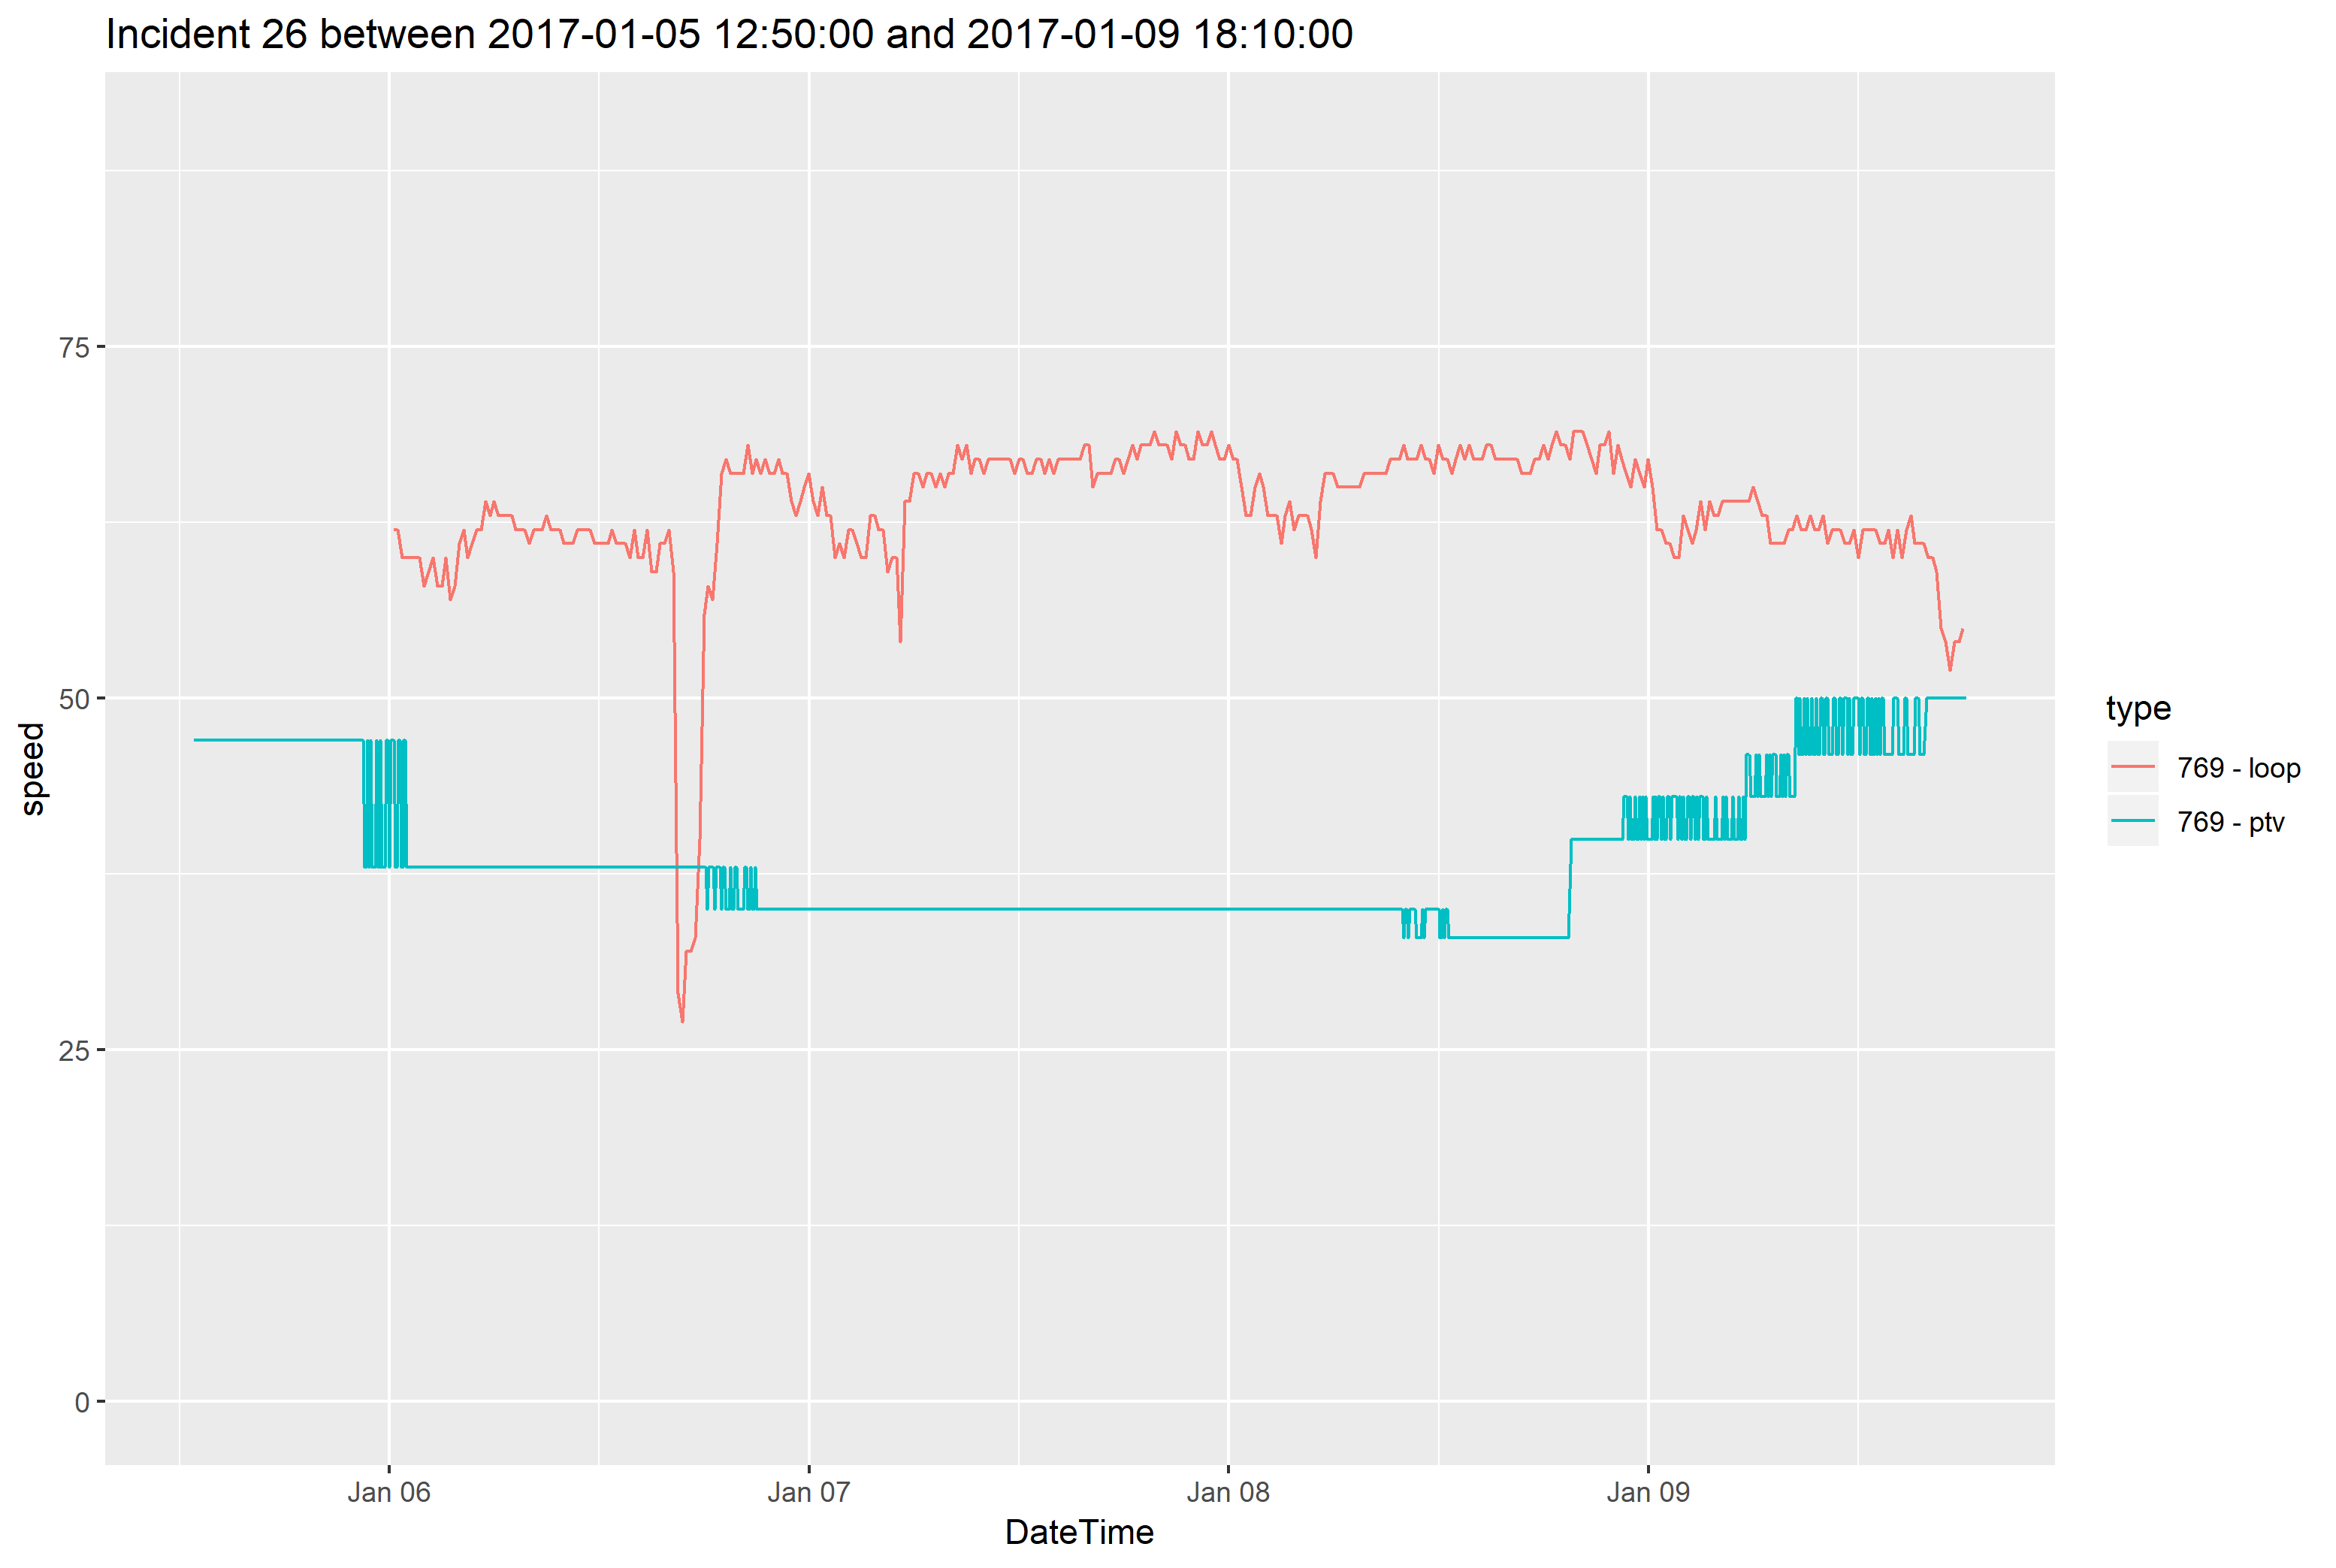 Incident 26 between 2017-01-05 12:50:00 and 2017-01-09 18:10:00
75
50
25
0
speed
Jan 06
Jan 07
Jan 08
Jan 09
DateTime
type
769 - loop
769 - ptv